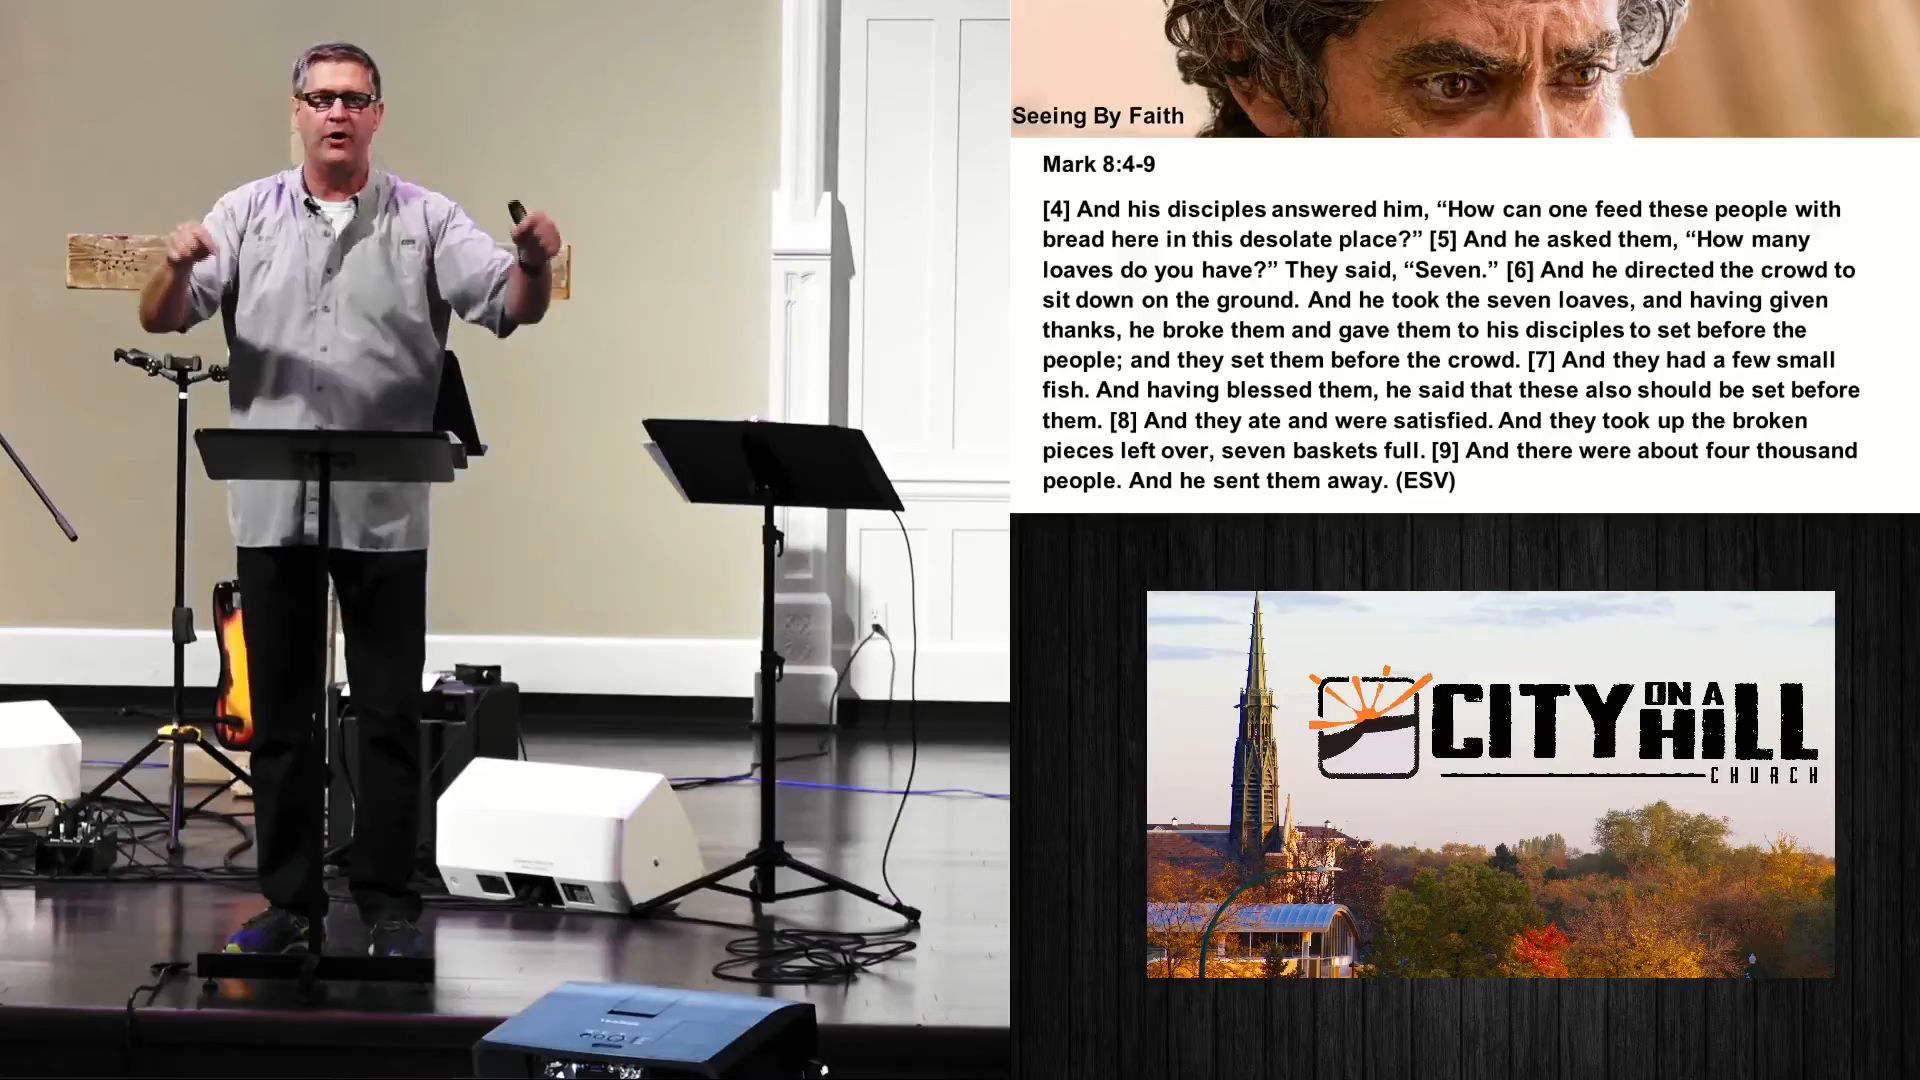 Seeing By Faith
Mark 8:4-9
[4] And his disciples answered him, “How can one feed these people with
bread here in this desolate place?” [5] And he asked them, “How many
loaves do you have?” They said, “Seven.” [6] And he directed the crowd to
sit down on the ground. And he took the seven loaves, and having given
thanks, he broke them and gave them to his disciples to set before the
people; and they set them before the crowd. [7] And they had a few small
fish. And having blessed them, he said that these also should be set before
them. [8] And they ate and were satisfied. And they took up the broken
pieces left over, seven baskets full. [9] And there were about four thousand
people. And he sent them away. (ESV)
CITY ON A HILL
CHURCH